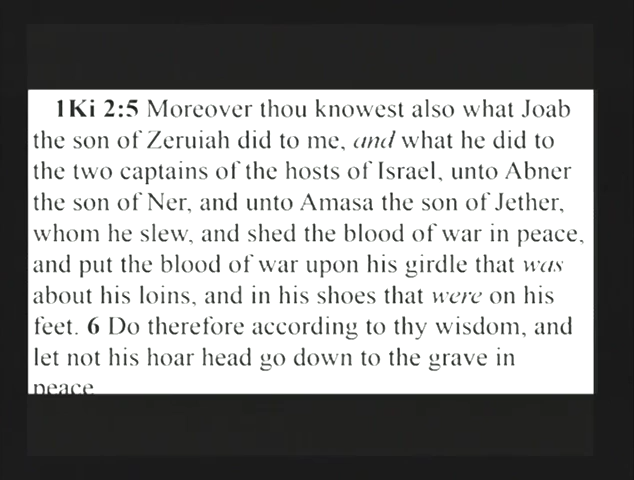 1Ki 2:5 Moreover thou knowest also what Joab
the son of Zeruiah did to me, and what he did to
the two captains of the hosts of Israel, unto Abner
the son of Ner, and unto Amasa the son of Jether,
whom he slew, and shed the blood of war in peace,
and put the blood of war upon his girdle that was
about his loins, and in his shoes that were on his
feet. 6 Do therefore according to thy wisdom, and
let not his hoar head go down to the grave in
peace